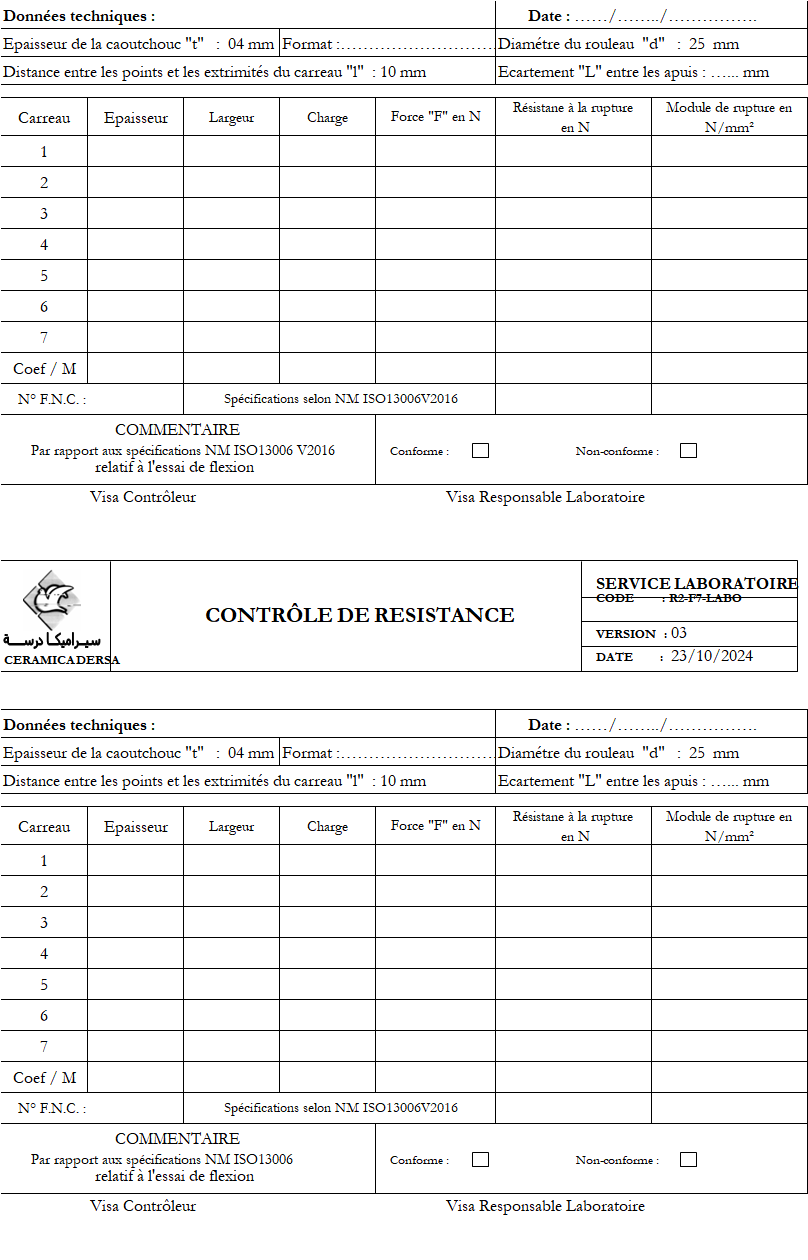 Données techniques :
Date : ……/……../…………….
Epaisseur de la caoutchouc "t" : 04 mm Format :……………………… Diamétre du rouleau "d" : 25 mm
Distance entre les points et les extrimités du carreau "l" : 10 mm Ecartement "L" entre les apuis : …... mm
Carreau Epaisseur Largeur Charge Force "F" en N Résistane à la rupture en N Module de rupture en N/mm²
1
2
3
4
5
6
7
Coef / M
N° F.N.C. : Spécifications selon NM ISO13006V2016
COMMENTAIRE
Par rapport aux spécifications NM ISO13006 V2016
relatif à l'essai de flexion
Conforme : Non-conforme :
Visa Contrôleur Visa Responsable Laboratoire
سيراميكا درسة
CERAMICA DERSA
CONTRÔLE DE RESISTANCE
SERVICE LABORATOIRE
CODE : R2-F7-LABO
VERSION : 03
DATE : 23/10/2024
Données techniques :
Date : ……/……../…………….
Epaisseur de la caoutchouc "t" : 04 mm Format :……………………… Diamétre du rouleau "d" : 25 mm
Distance entre les points et les extrimités du carreau "l" : 10 mm Ecartement "L" entre les apuis : …... mm
Carreau Epaisseur Largeur Charge Force "F" en N Résistane à la rupture en N Module de rupture en N/mm²
1
2
3
4
5
6
7
Coef / M
N° F.N.C. : Spécifications selon NM ISO13006V2016
COMMENTAIRE
Par rapport aux spécifications NM ISO13006
relatif à l'essai de flexion
Conforme : Non-conforme :
Visa Contrôleur Visa Responsable Laboratoire